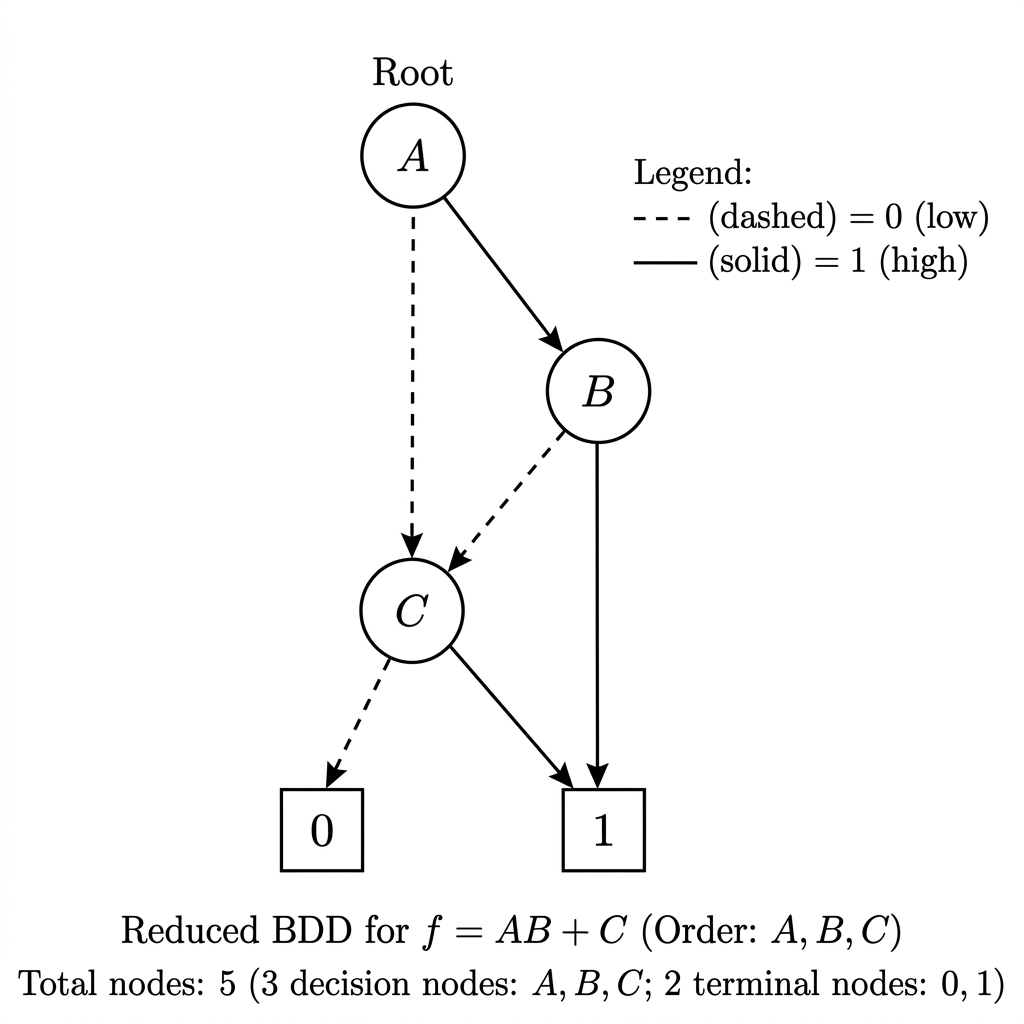 Root
A
Legend:
(dashed) = 0 (low)
(solid) = 1 (high)
B
C
0
1
Reduced BDD for f = AB + C (Order: A, B, C)
Total nodes: 5 (3 decision nodes: A, B, C; 2 terminal nodes: 0, 1)